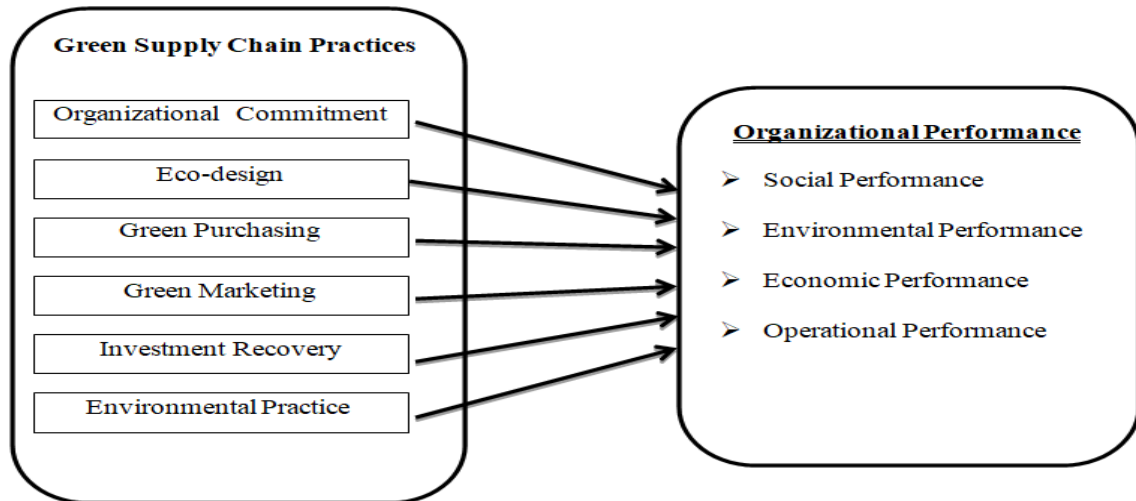 Green Supply Chain Practices
Organizational Commitment
Eco-design
Green Purchasing
Green Marketing
Investment Recovery
Environmental Practice
Organizational Performance
➢ Social Performance
➢ Environmental Performance
➢ Economic Performance
➢ Operational Performance